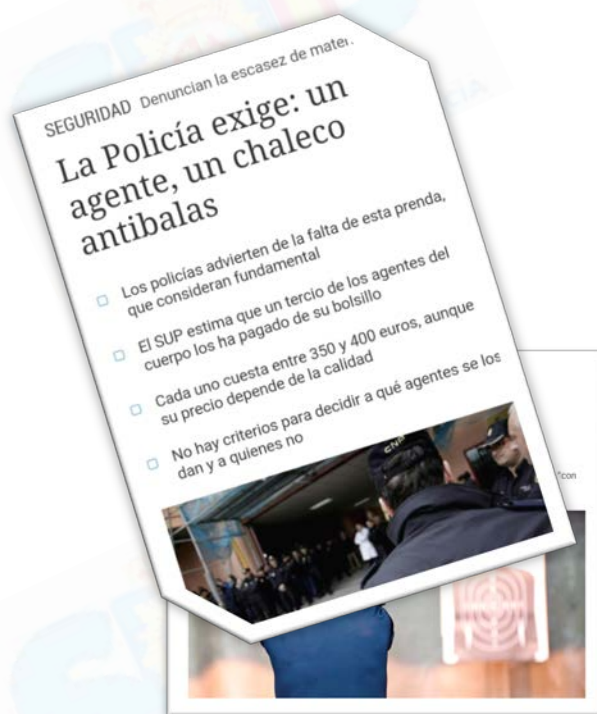 SEGURIDAD Denuncian la escasez de mater.
La Policía exige: un
agente, un chaleco
antibalas
Los policías advierten de la falta de esta prenda,
que consideran fundamental
El SUP estima que un tercio de los agentes del
cuerpo los ha pagado de su bolsillo
Cada uno cuesta entre 350 y 400 euros, aunque
su precio depende de la calidad
No hay criterios para decidir a qué agentes se los
dan y a quienes no
CNP
"con